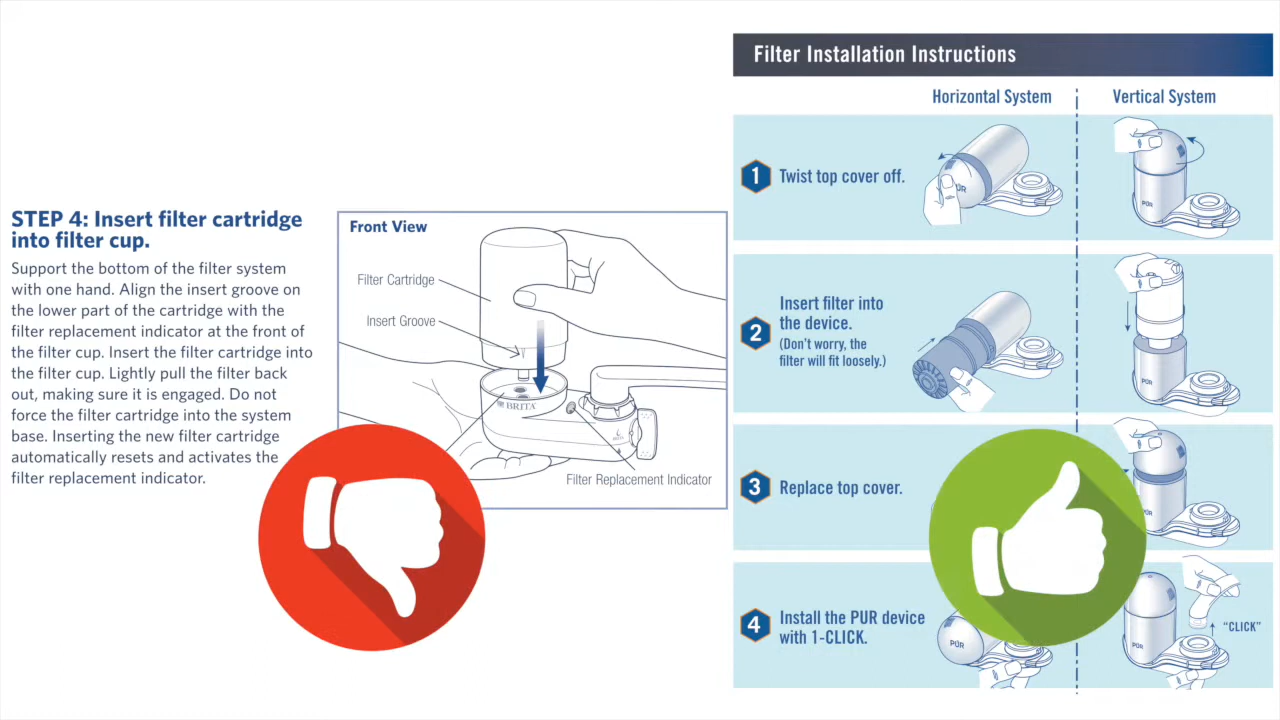 STEP 4: Insert filter cartridge
into filter cup.
Support the bottom of the filter system
with one hand. Align the insert groove on
the lower part of the cartridge with the
filter replacement indicator at the front of
the filter cup. Insert the filter cartridge into
the filter cup. Lightly pull the filter back
out, making sure it is engaged. Do not
force the filter cartridge into the system
base. Inserting the new filter cartridge
automatically resets and activates the
filter replacement indicator.
Front View
Filter Cartridge
Insert Groove
BRITA
BRITA
Filter Replacement Indicator
Filter Installation Instructions
Horizontal System
Vertical System
1
Twist top cover off.
PUR
PUR
2
Insert filter into
the device.
(Don't worry, the
filter will fit loosely.)
PUR
3
Replace top cover.
PUR
4
Install the PUR device
with 1-CLICK.
PUR
PUR
"CLICK"